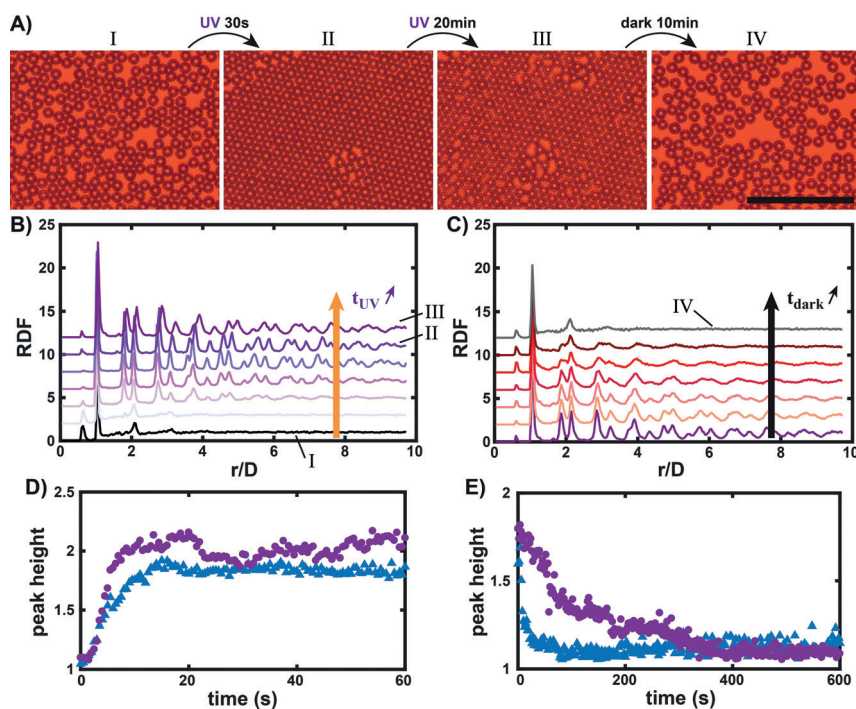 A) UV 30s UV 20min dark 10min
I II III IV
B) C)
25
20
15
10
5
0
RDF
t_UV
III
II
I
0 2 4 6 8 10
r/D
25
20
15
10
5
0
RDF
IV
t_dark
0 2 4 6 8 10
r/D
D)
2.5
2
1.5
1
peak height
0 20 40 60
time (s)
E)
2
1.5
1
peak height
0 200 400 600
time (s)